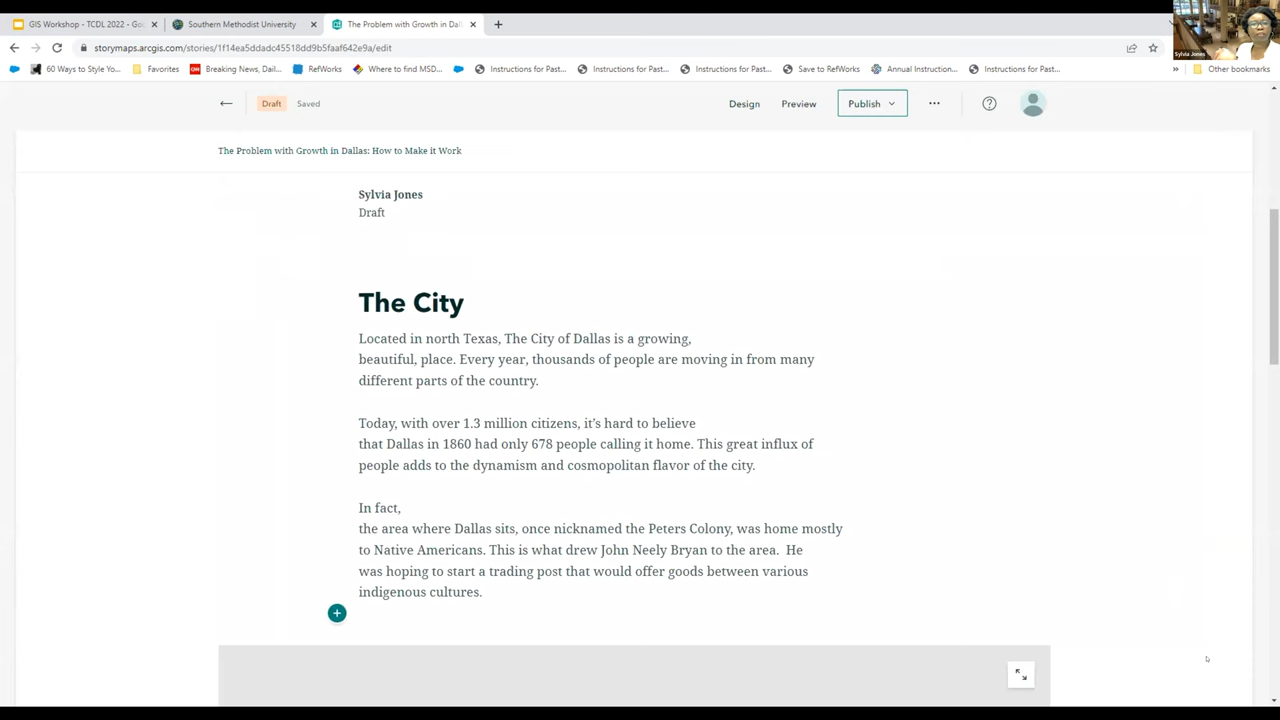 GIS Workshop - TCDL 2022 - Go
Southern Methodist University
The Problem with Growth in Dal
storymaps.arcgis.com/stories/1f14ea5ddadc45518dd9b5faaf642e9a/edit
60 Ways to Style Yo...
Favorites
Breaking News, Dail...
RefWorks
Where to find MSD...
Instructions for Past...
Instructions for Past...
Instructions for Past...
Save to RefWorks
Annual Instruction...
Instructions for Past...
Other bookmarks
Sylvia Jones
Draft
Saved
Design
Preview
Publish
The Problem with Growth in Dallas: How to Make it Work
Sylvia Jones
Draft
The City
Located in north Texas, The City of Dallas is a growing,
beautiful, place. Every year, thousands of people are moving in from many
different parts of the country.
Today, with over 1.3 million citizens, it's hard to believe
that Dallas in 1860 had only 678 people calling it home. This great influx of
people adds to the dynamism and cosmopolitan flavor of the city.
In fact,
the area where Dallas sits, once nicknamed the Peters Colony, was home mostly
to Native Americans. This is what drew John Neely Bryan to the area.  He
was hoping to start a trading post that would offer goods between various
indigenous cultures.